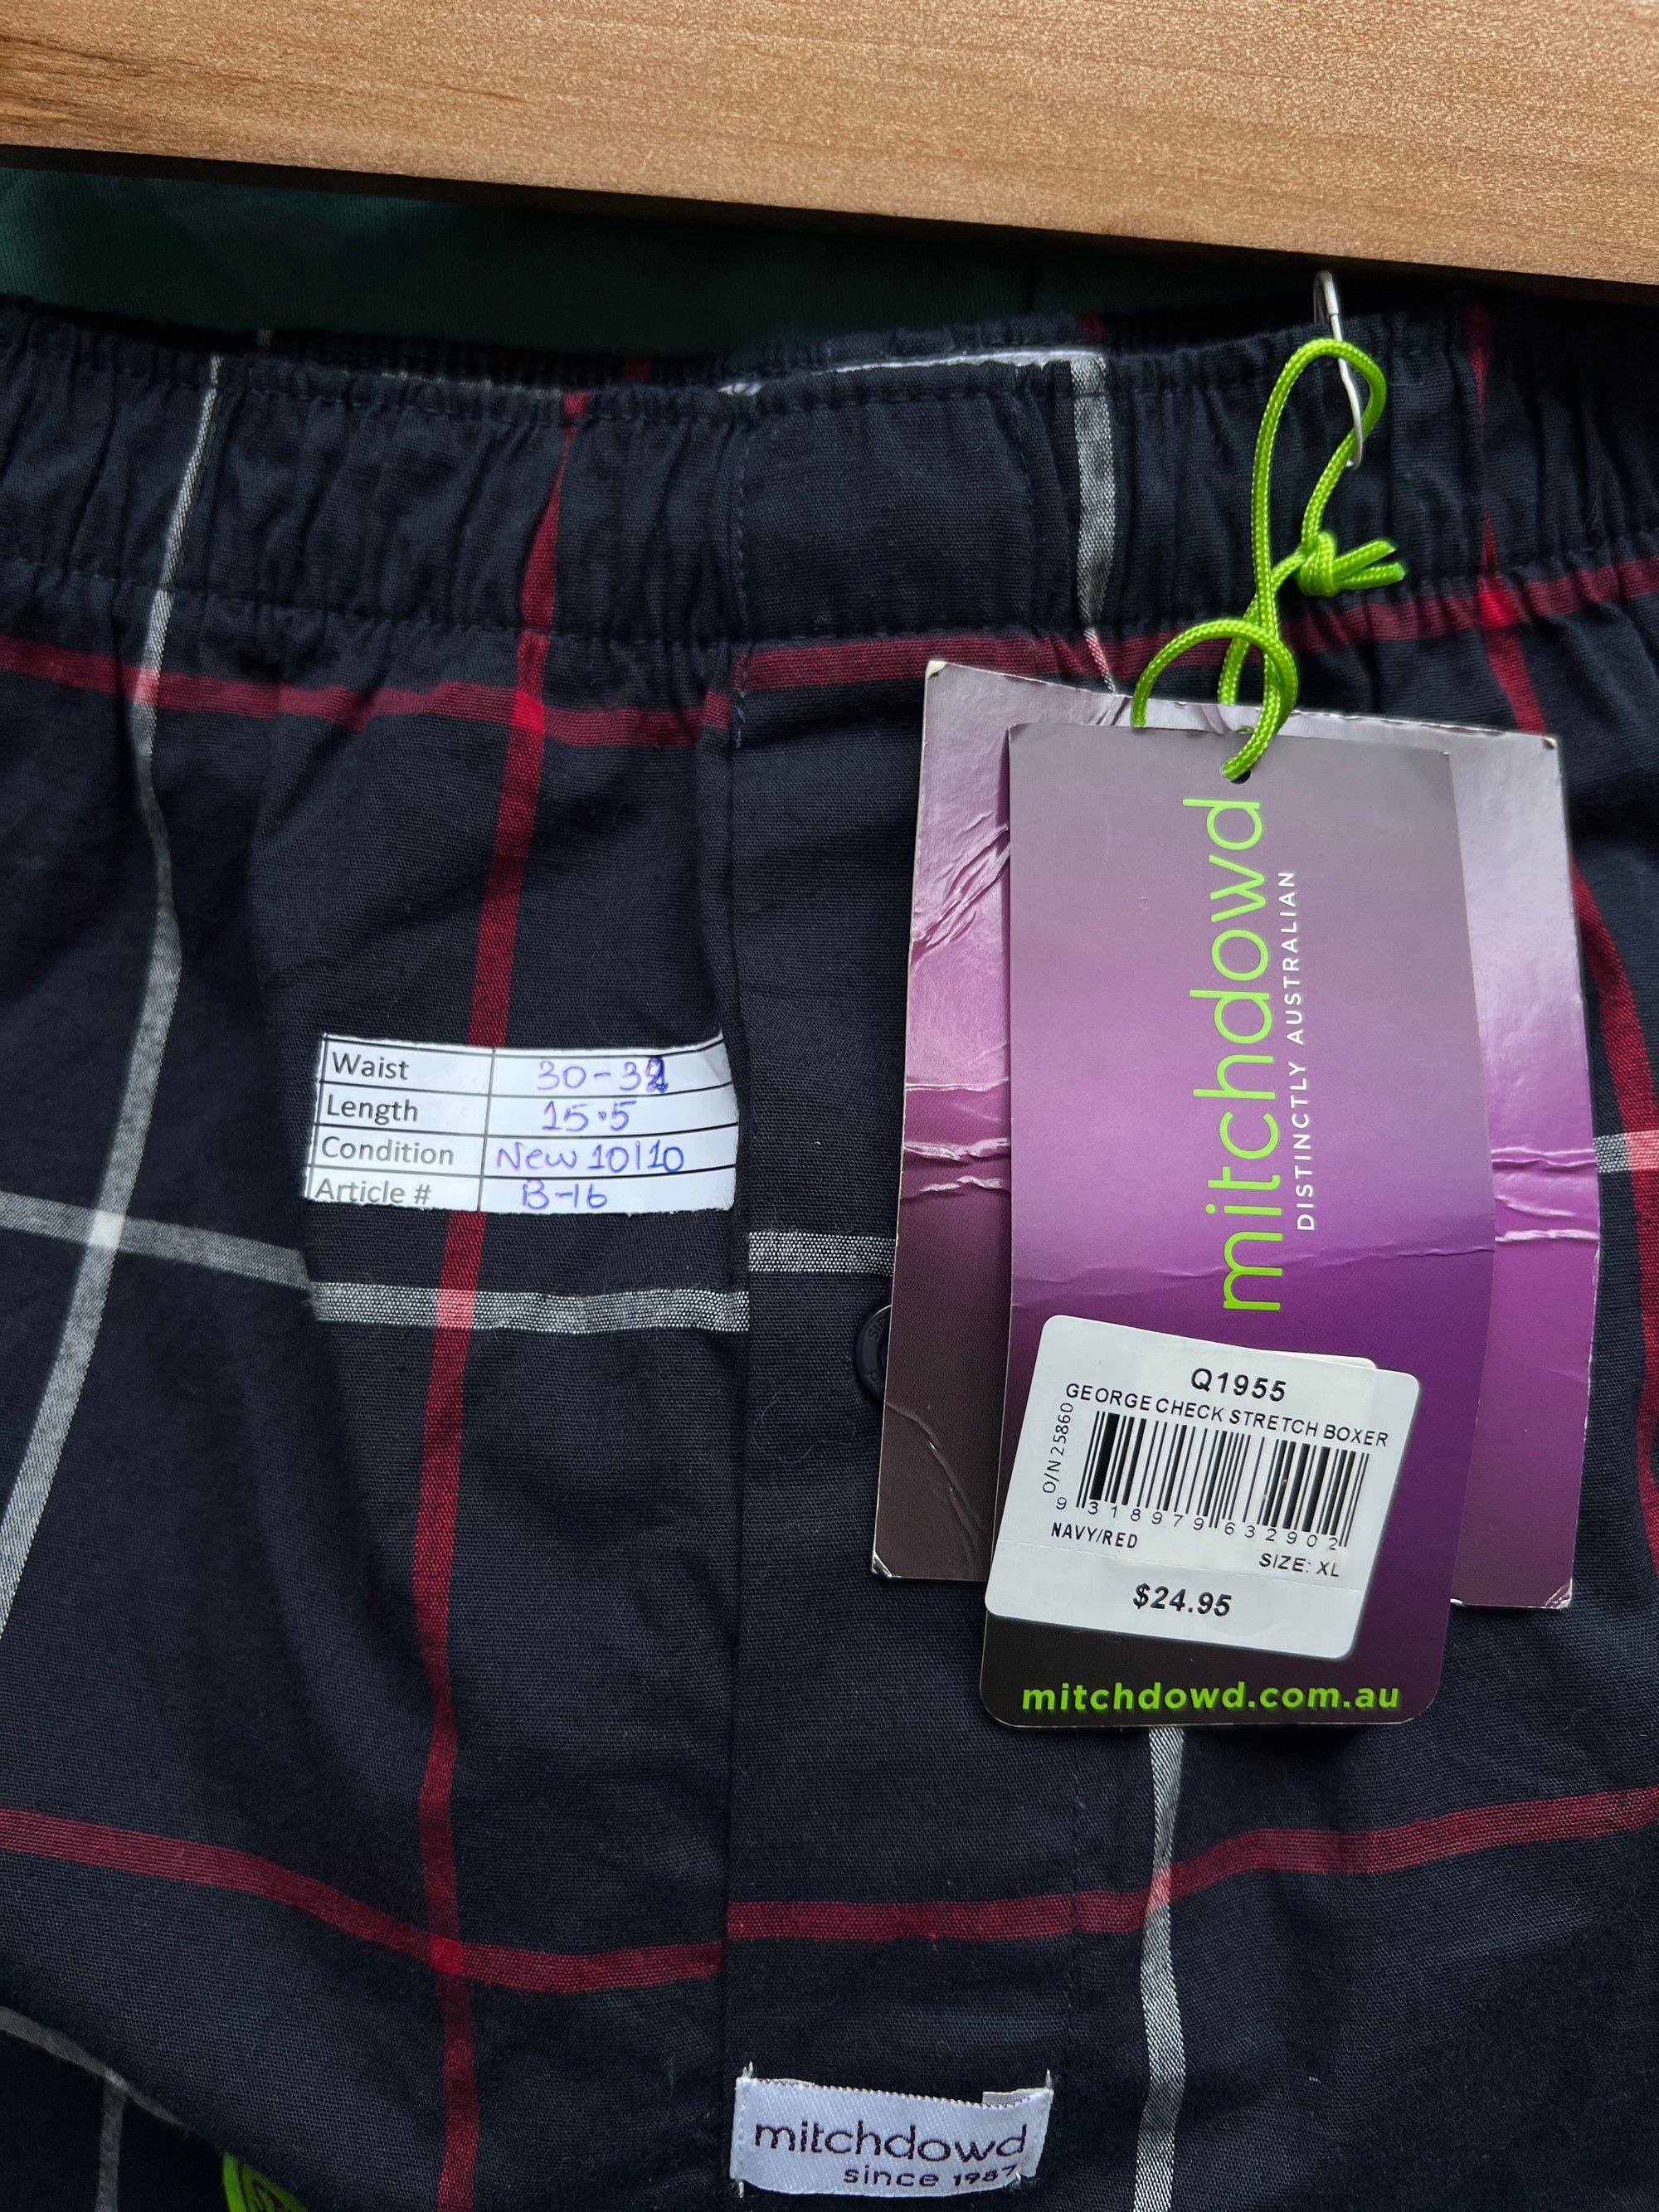 Waist 30-32
Length 15.5
Condition New 10/10
Article # B-16
mitchdowd
DISTINCTLY AUSTRALIAN
Q1955
GEORGE CHECK STRETCH BOXER
O/N 25860
9 318979 632902
NAVY/RED
SIZE: XL
$24.95
mitchdowd.com.au
mitchdowd
since 1987